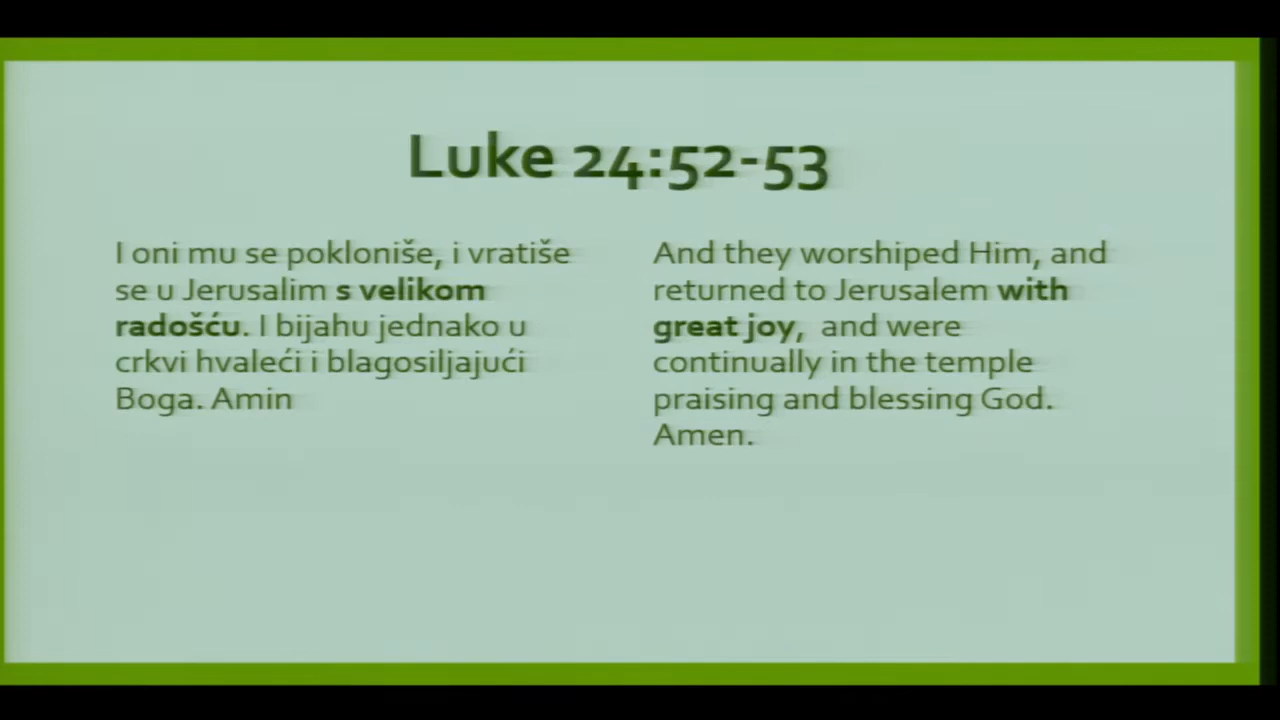 Luke 24:52-53
I oni mu se pokloniše, i vratiše
se u Jerusalim s velikom
radošću. I bijahu jednako u
crkvi hvaleći i blagosiljajući
Boga. Amin
And they worshiped Him, and
returned to Jerusalem with
great joy, and were
continually in the temple
praising and blessing God.
Amen.